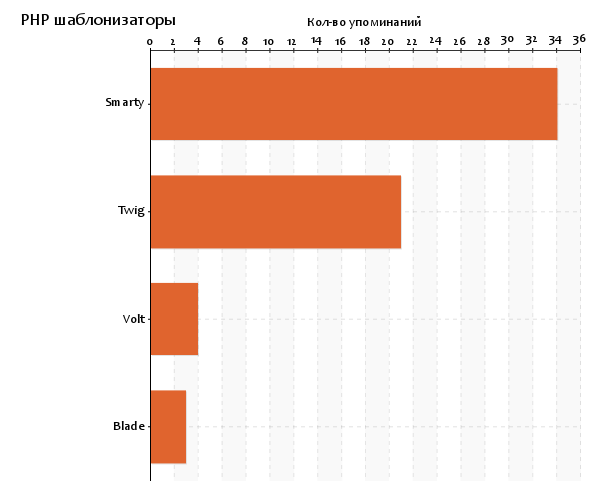 PHP шаблонизаторы
Кол-во упоминаний
0 2 4 6 8 10 12 14 16 18 20 22 24 26 28 30 32 34 36
Smarty
Twig
Volt
Blade